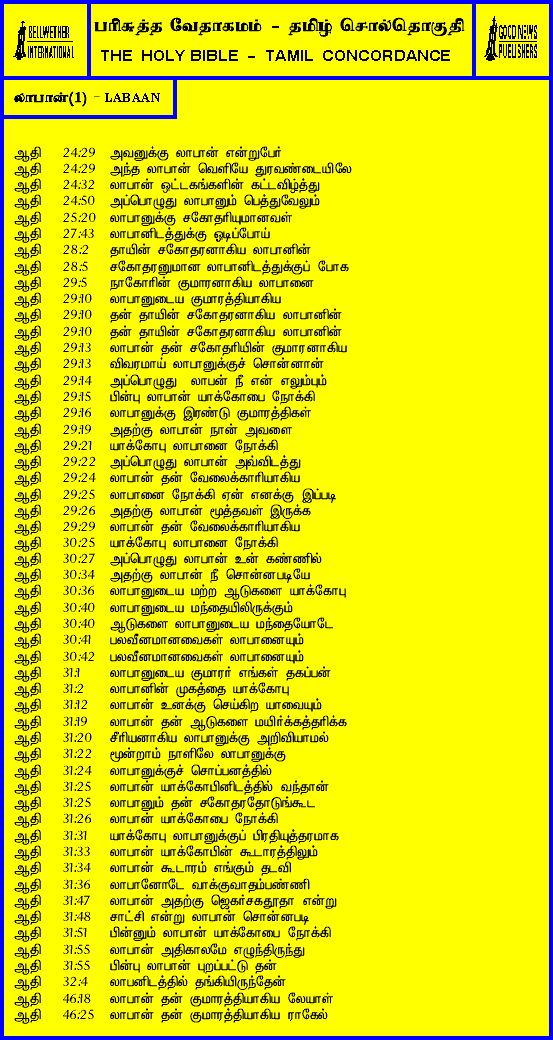 BELLWETHER
INTERNATIONAL
பரிசுத்த வேதாகமம் - தமிழ் சொல்தொகுதி
THE HOLY BIBLE - TAMIL CONCORDANCE
GOOD NEWS
PUBLISHERS
லாபான்(1) - LABAAN
ஆதி 24:29 அவனுக்கு லாபான் என்றுபேர்
ஆதி 24:29 அந்த லாபான் வெளியே துரவண்டையிலே
ஆதி 24:32 லாபான் ஒட்டகங்களின் கட்டவிழ்த்து
ஆதி 24:50 அப்பொழுது லாபானும் பெத்துவேலும்
ஆதி 25:20 லாபானுக்கு சகோதரியுமானவள்
ஆதி 27:43 லாபானிடத்துக்கு ஓடிப்போய்
ஆதி 28:2 தாயின் சகோதரனாகிய லாபானின்
ஆதி 28:5 சகோதரனுமான லாபானிடத்துக்குப் போக
ஆதி 29:5 நாகோரின் குமாரனாகிய லாபானை
ஆதி 29:10 லாபானுடைய குமாரத்தியாகிய
ஆதி 29:10 தன் தாயின் சகோதரனாகிய லாபானின்
ஆதி 29:10 தன் தாயின் சகோதரனாகிய லாபானின்
ஆதி 29:13 லாபான் தன் சகோதரியின் குமாரனாகிய
ஆதி 29:13 விவரமாய் லாபானுக்குச் சொன்னான்
ஆதி 29:14 அப்பொழுது லாபன் நீ என் எலும்பும்
ஆதி 29:15 பின்பு லாபான் யாக்கோபை நோக்கி
ஆதி 29:16 லாபானுக்கு இரண்டு குமாரத்திகள்
ஆதி 29:19 அதற்கு லாபான் நான் அவளை
ஆதி 29:21 யாக்கோபு லாபானை நோக்கி
ஆதி 29:22 அப்பொழுது லாபான் அவ்விடத்து
ஆதி 29:24 லாபான் தன் வேலைக்காரியாகிய
ஆதி 29:25 லாபானை நோக்கி ஏன் எனக்கு இப்படி
ஆதி 29:26 அதற்கு லாபான் மூத்தவள் இருக்க
ஆதி 29:29 லாபான் தன் வேலைக்காரியாகிய
ஆதி 30:25 யாக்கோபு லாபானை நோக்கி
ஆதி 30:27 அப்பொழுது லாபான் உன் கண்ணில்
ஆதி 30:34 அதற்கு லாபான் நீ சொன்னபடியே
ஆதி 30:36 லாபானுடைய மற்ற ஆடுகளை யாக்கோபு
ஆதி 30:40 லாபானுடைய மந்தையிலிருக்கும்
ஆதி 30:40 ஆடுகளை லாபானுடைய மந்தையோடே
ஆதி 30:41 பலவீனமானவைகள் லாபானையும்
ஆதி 30:42 பலவீனமானவைகள் லாபானையும்
ஆதி 31:1 லாபானுடைய குமாரர் எங்கள் தகப்பன்
ஆதி 31:2 லாபானின் முகத்தை யாக்கோபு
ஆதி 31:12 லாபான் உனக்கு செய்கிற யாவையும்
ஆதி 31:19 லாபான் தன் ஆடுகளை மயிர்க்கத்தரிக்க
ஆதி 31:20 சீரியனாகிய லாபானுக்கு அறிவியாமல்
ஆதி 31:22 மூன்றாம் நாளிலே லாபானுக்கு
ஆதி 31:24 லாபானுக்குச் சொப்பனத்தில்
ஆதி 31:25 லாபான் யாக்கோபினிடத்தில் வந்தான்
ஆதி 31:25 லாபானும் தன் சகோதரதோடுங்கூட
ஆதி 31:26 லாபான் யாக்கோபை நோக்கி
ஆதி 31:31 யாக்கோபு லாபானுக்குப் பிரதியுத்தரமாக
ஆதி 31:33 லாபான் யாக்கோபின் கூடாரத்திலும்
ஆதி 31:34 லாபான் கூடாரம் எங்கும் தடவி
ஆதி 31:36 லாபானோடே வாக்குவாதம்பண்ணி
ஆதி 31:47 லாபான் அதற்கு ஜெகர்சகதூதா என்று
ஆதி 31:48 சாட்சி என்று லாபான் சொன்னபடி
ஆதி 31:51 பின்னும் லாபான் யாக்கோபை நோக்கி
ஆதி 31:55 லாபான் அதிகாலமே எழுந்திருந்து
ஆதி 31:55 பின்பு லாபான் புறப்பட்டு தன்
ஆதி 32:4 லாபனிடத்தில் தங்கியிருந்தேன்
ஆதி 46:18 லாபான் தன் குமாரத்தியாகிய லேயாள்
ஆதி 46:25 லாபான் தன் குமாரத்தியாகிய ராகேல்